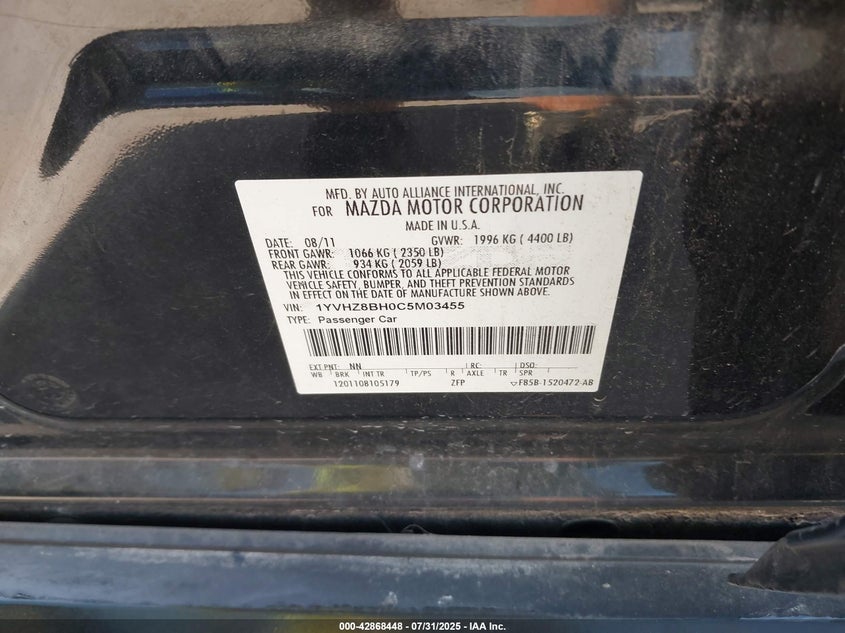 MFD. BY AUTO ALLIANCE INTERNATIONAL, INC.
FOR MAZDA MOTOR CORPORATION
MADE IN U.S.A.
DATE: 08/11 GVWR: 1996 KG ( 4400 LB)
FRONT GAWR: 1066 KG ( 2350 LB)
REAR GAWR: 934 KG ( 2059 LB)
THIS VEHICLE CONFORMS TO ALL APPLICABLE FEDERAL MOTOR
VEHICLE SAFETY, BUMPER, AND THEFT PREVENTION STANDARDS
IN EFFECT ON THE DATE OF MANUFACTURE SHOWN ABOVE.
VIN: 1YVHZ8BH0C5M03455
TYPE: Passenger Car
EXT PNT: NN RC: DSO:
WB BRK INT TR TP/PS R AXLE TR SPR
1201108105179 ZFP F85B-1520472-AB
000-42868448 - 07/31/2025 - IAA Inc.